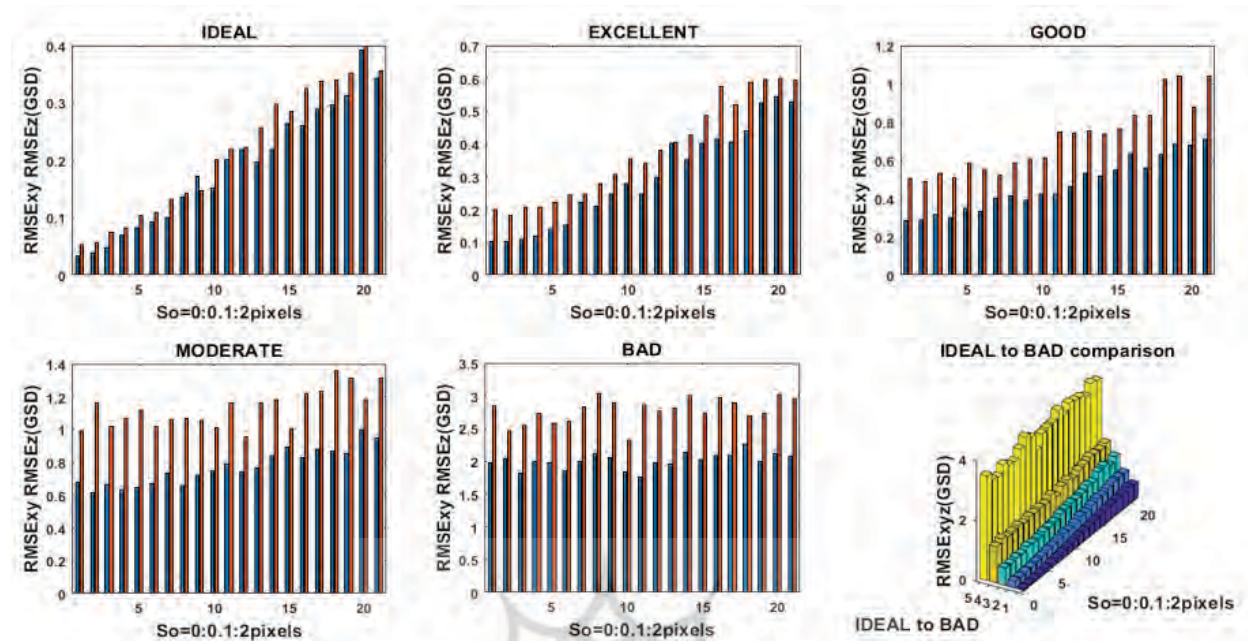 IDEAL
RMSExy RMSEz(GSD)
0.4
0.3
0.2
0.1
0
5 10 15 20
So=0:0.1:2pixels
EXCELLENT
RMSExy RMSEz(GSD)
0.7
0.6
0.5
0.4
0.3
0.2
0.1
0
5 10 15 20
So=0:0.1:2pixels
GOOD
RMSExy RMSEz(GSD)
1.2
1
0.8
0.6
0.4
0.2
0
5 10 15 20
So=0:0.1:2pixels
MODERATE
RMSExy RMSEz(GSD)
1.4
1.2
1
0.8
0.6
0.4
0.2
0
5 10 15 20
So=0:0.1:2pixels
BAD
RMSExy RMSEz(GSD)
3.5
3
2.5
2
1.5
1
0.5
0
5 10 15 20
So=0:0.1:2pixels
IDEAL to BAD comparison
RMSExyz(GSD)
4
2
0
5 4 3 2 1
0 5 10 15 20
So=0:0.1:2pixels
IDEAL to BAD